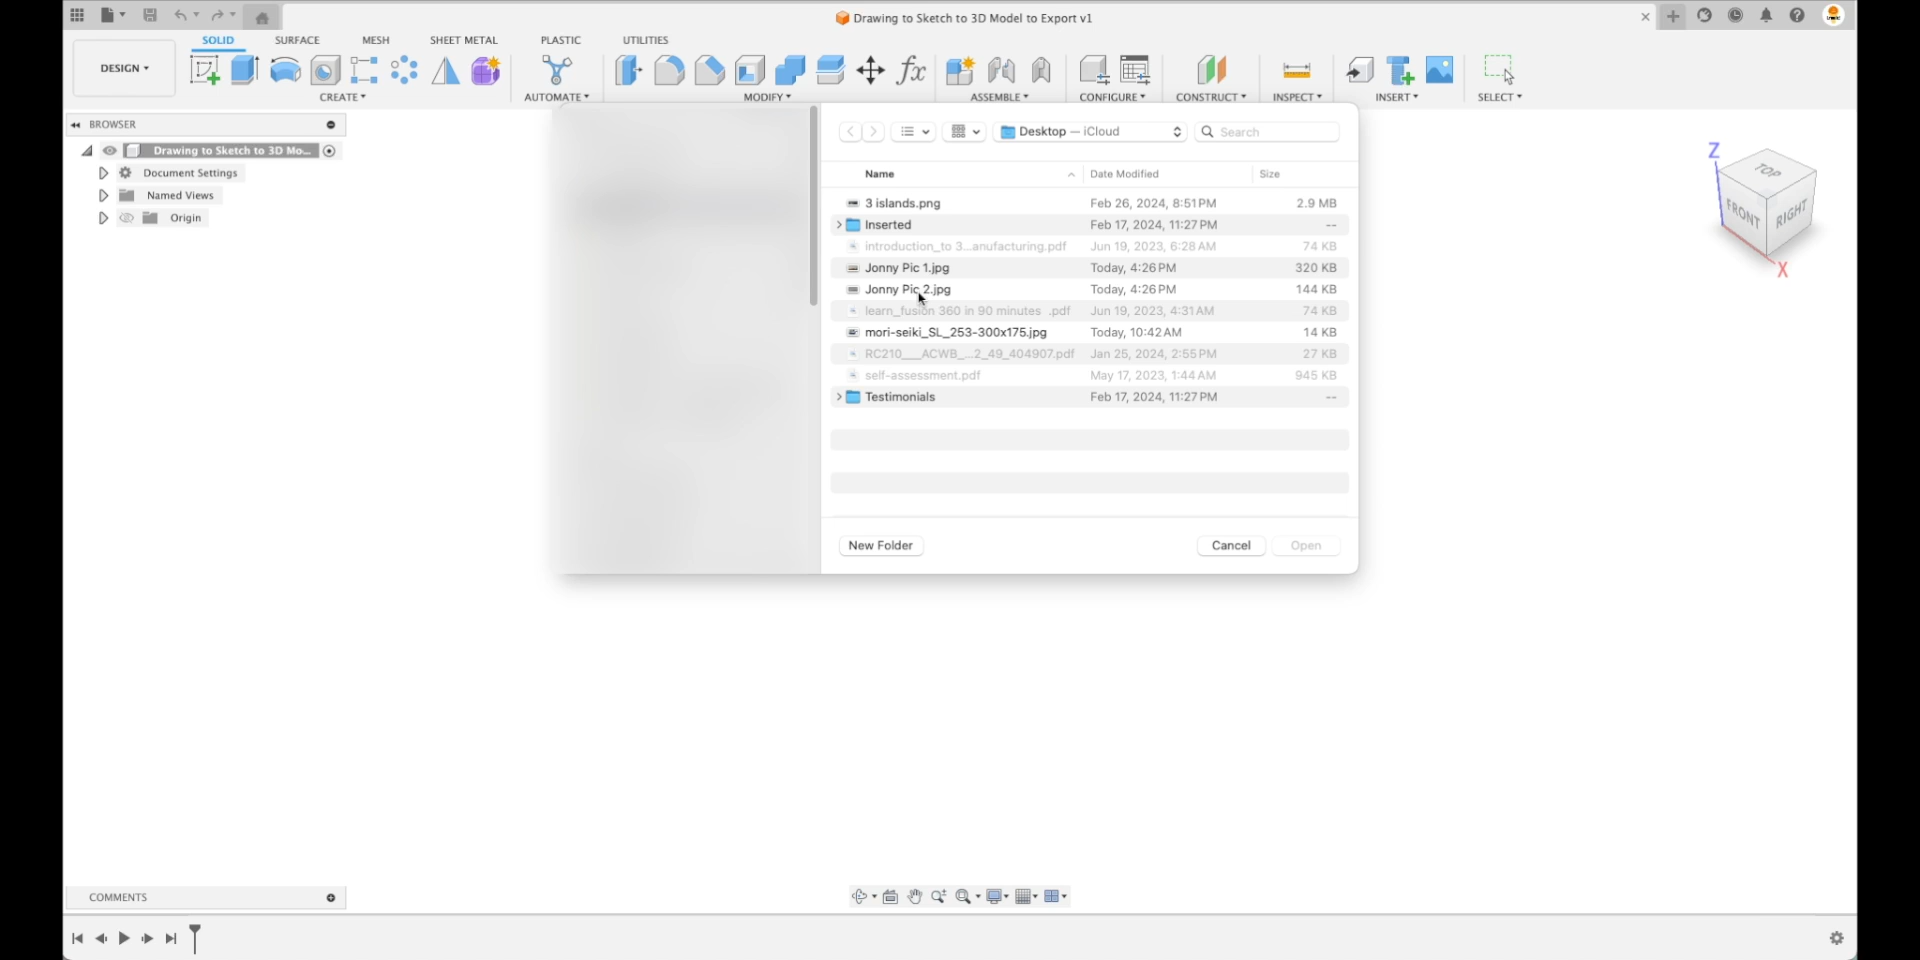 Drawing to Sketch to 3D Model to Export v1
SOLID SURFACE MESH SHEET METAL PLASTIC UTILITIES
DESIGN
fx
CREATE AUTOMATE MODIFY ASSEMBLE CONFIGURE CONSTRUCT INSPECT INSERT SELECT
BROWSER
Drawing to Sketch to 3D Mo...
Document Settings
Named Views
Origin
Desktop — iCloud
Search
Name Date Modified Size
3 islands.png Feb 26, 2024, 8:51 PM 2.9 MB
Inserted Feb 17, 2024, 11:27 PM --
introduction_to 3...anufacturing.pdf Jun 19, 2023, 6:28 AM 74 KB
Jonny Pic 1.jpg Today, 4:26 PM 320 KB
Jonny Pic 2.jpg Today, 4:26 PM 144 KB
learn_fusion 360 in 90 minutes .pdf Jun 19, 2023, 4:31 AM 74 KB
mori-seiki_SL_253-300x175.jpg Today, 10:42 AM 14 KB
RC210___ACWB_...2_49_404907.pdf Jan 25, 2024, 2:55 PM 27 KB
self-assessment.pdf May 17, 2023, 1:44 AM 945 KB
Testimonials Feb 17, 2024, 11:27 PM --
New Folder Cancel Open
Z
TOP
FRONT RIGHT
X
COMMENTS